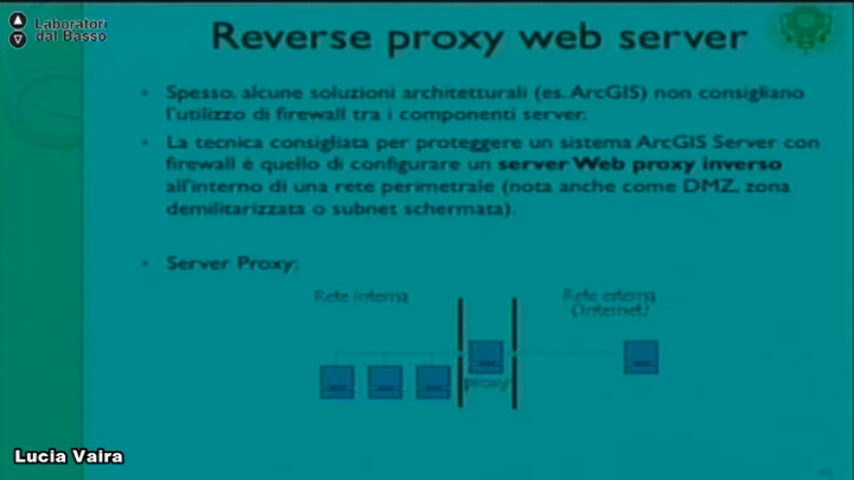 Laboratori
dal Basso
Reverse proxy web server
Spesso, alcune soluzioni architetturali (es. ArcGIS) non consigliano
l'utilizzo di firewall tra i componenti server.
La tecnica consigliata per proteggere un sistema ArcGIS Server con
firewall è quello di configurare un server Web proxy inverso
all'interno di una rete perimetrale (nota anche come DMZ, zona
demilitarizzata o subnet schermata).
Server Proxy:
Rete Interna
Rete esterna
(Internet)
proxy
Lucia Vaira